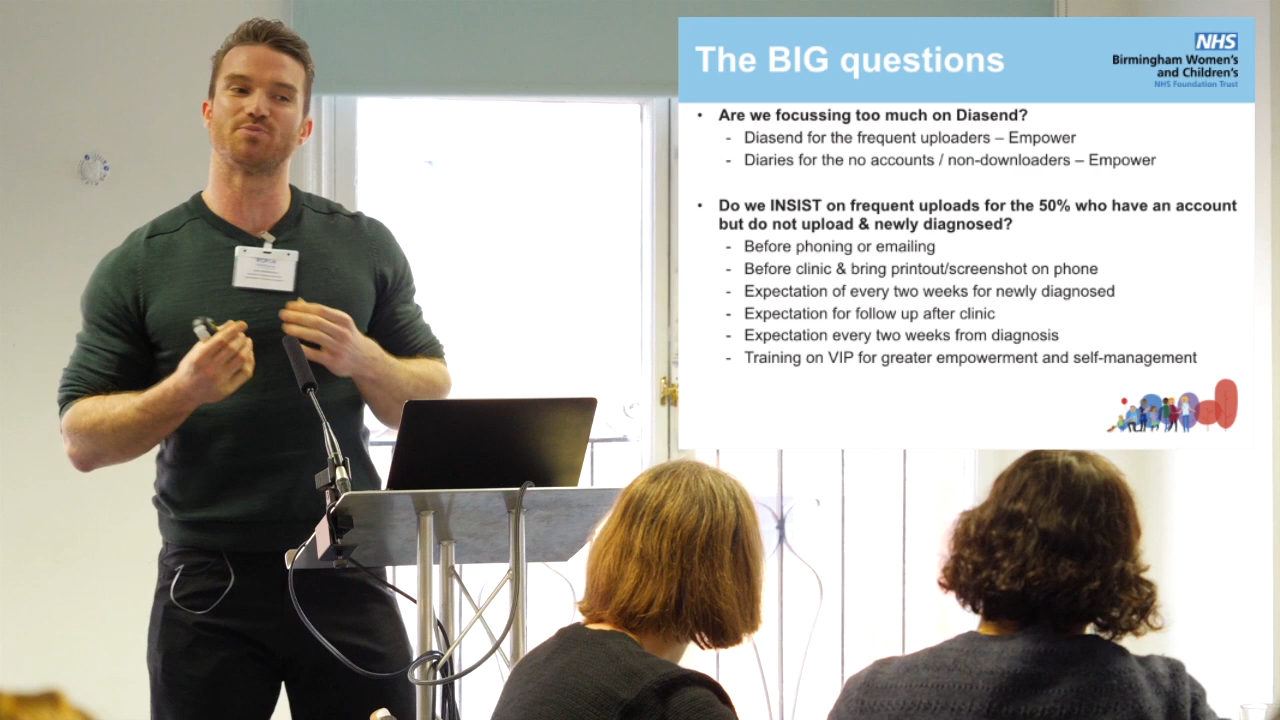 The BIG questions
NHS
Birmingham Women's
and Children's
NHS Foundation Trust
• Are we focussing too much on Diasend?
- Diasend for the frequent uploaders – Empower
- Diaries for the no accounts / non-downloaders – Empower
• Do we INSIST on frequent uploads for the 50% who have an account
but do not upload & newly diagnosed?
- Before phoning or emailing
- Before clinic & bring printout/screenshot on phone
- Expectation of every two weeks for newly diagnosed
- Expectation for follow up after clinic
- Expectation every two weeks from diagnosis
- Training on VIP for greater empowerment and self-management